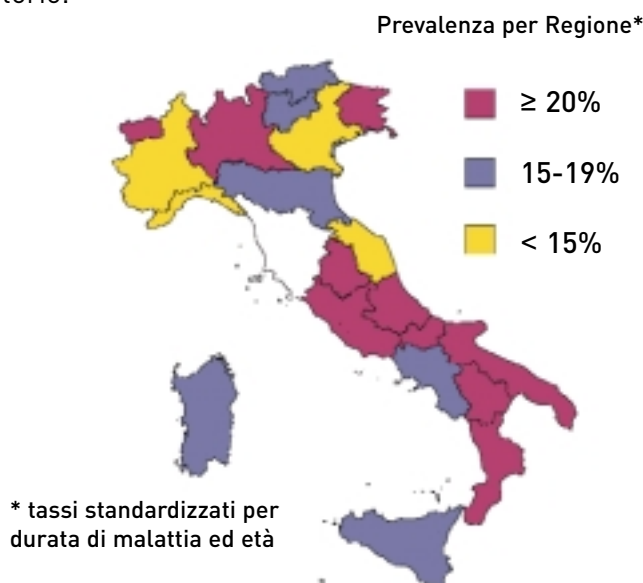 Prevalenza per Regione*
≥ 20%
15-19%
< 15%
* tassi standardizzati per
durata di malattia ed età